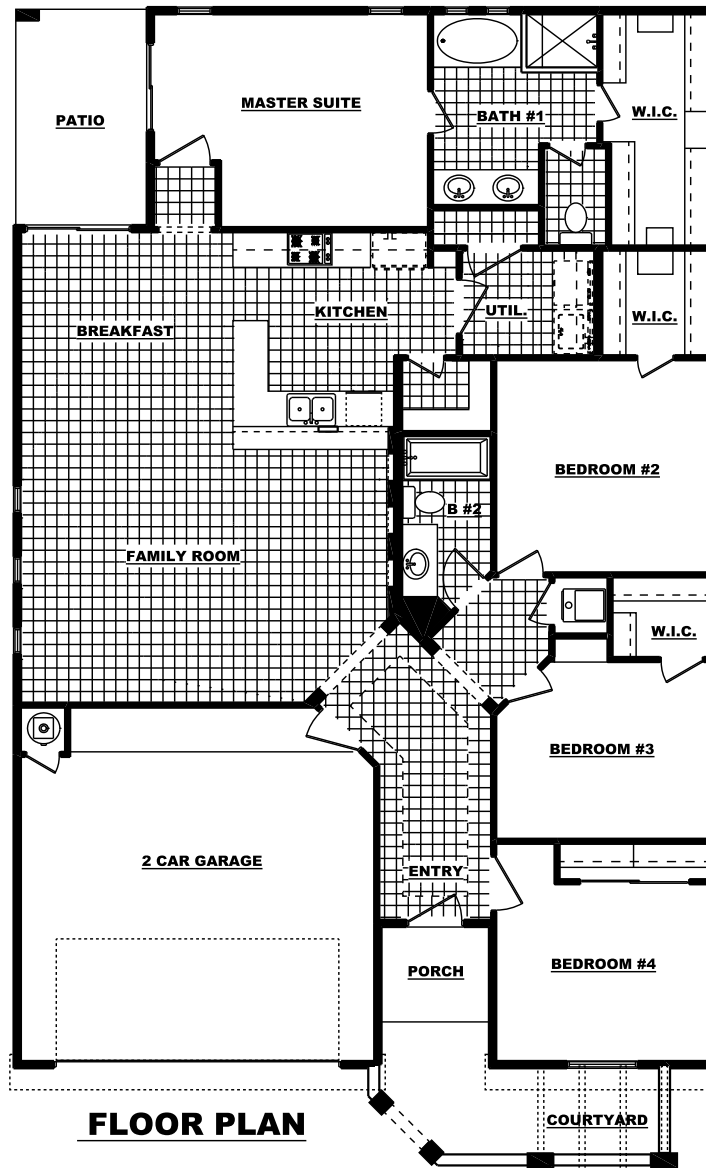 MASTER SUITE
PATIO
BATH #1
W.I.C.
KITCHEN
UTIL.
W.I.C.
BREAKFAST
BEDROOM #2
B #2
FAMILY ROOM
W.I.C.
BEDROOM #3
2 CAR GARAGE
ENTRY
PORCH
BEDROOM #4
COURTYARD
FLOOR PLAN